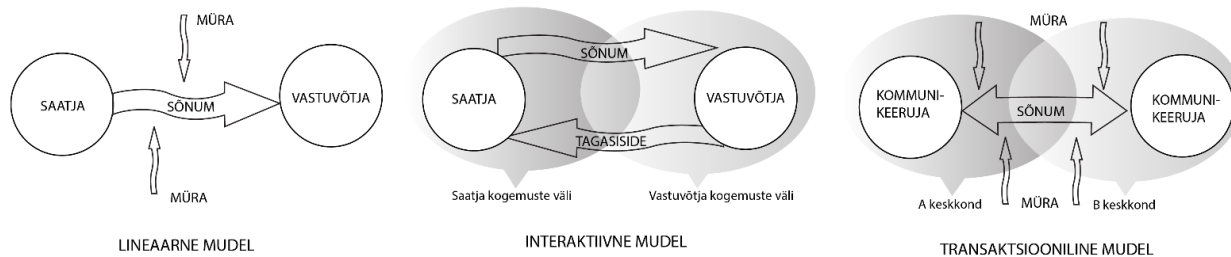 MÜRA
SAATJA
SÕNUM
VASTUVÕTJA
MÜRA
LINEAARNE MUDEL
SÕNUM
SAATJA
VASTUVÕTJA
TAGASISIDE
Saatja kogemuste väli
Vastuvõtja kogemuste väli
INTERAKTIIVNE MUDEL
MÜRA
KOMMUNI-
KEERUJA
SÕNUM
KOMMUNI-
KEERUJA
A keskkond
MÜRA
B keskkond
TRANSAKTSIOONILINE MUDEL